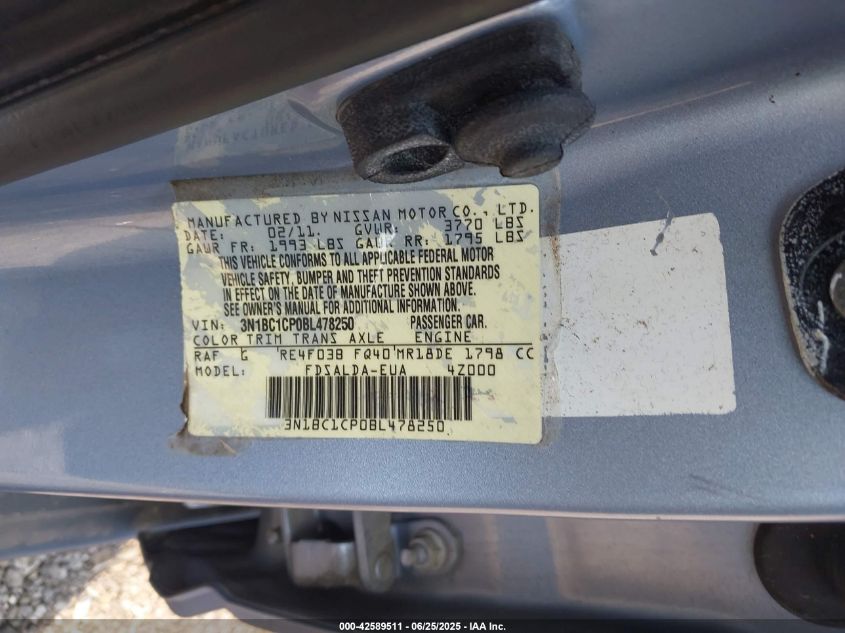 MANUFACTURED BY NISSAN MOTOR CO., LTD.
DATE: 02/11. GVWR: 3770 LBS
GAWR FR: 1993 LBS GAWR RR: 1795 LBS
THIS VEHICLE CONFORMS TO ALL APPLICABLE FEDERAL MOTOR
VEHICLE SAFETY, BUMPER AND THEFT PREVENTION STANDARDS
IN EFFECT ON THE DATE OF MANUFACTURE SHOWN ABOVE.
SEE OWNER'S MANUAL FOR ADDITIONAL INFORMATION.
VIN: 3N1BC1CP0BL478250 PASSENGER CAR.
COLOR TRIM TRANS AXLE ENGINE
RAF G RE4F03B FQ40 MR18DE 1798 CC
MODEL: FDSALDA-EUA 4Z000
3N1BC1CP0BL478250
000-42589511 - 06/25/2025 - IAA Inc.